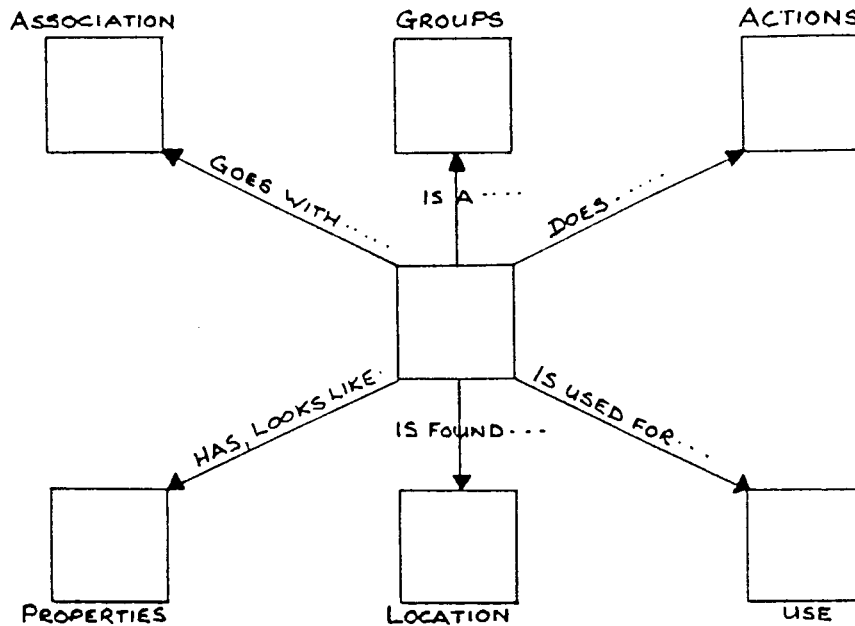 ASSOCIATION
GROUPS
ACTIONS
GOES WITH .....
IS A .....
DOES ......
HAS, LOOKS LIKE.
IS FOUND ...
IS USED FOR ...
PROPERTIES
LOCATION
USE